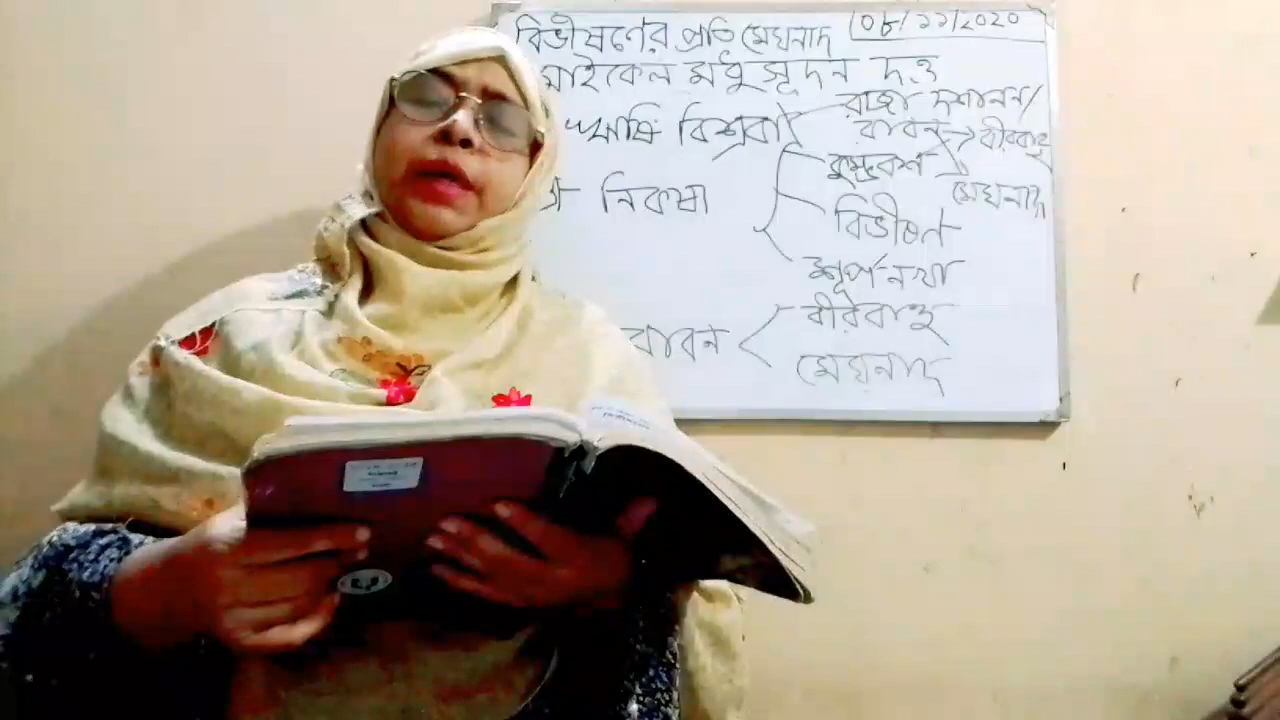 বিভীষণের প্রতি মেঘনাদ ০৮/১১/২০২০
মাইকেল মধুসূদন দত্ত
ঋষি বিশ্রবা
রাজা দশানন/
রাবন → বীরবাহু
কুম্ভকর্ণ
মেঘনাদ
নিকষা
বিভীষণ
শূর্পনখা
রাবন
বীরবাহু
মেঘনাদ